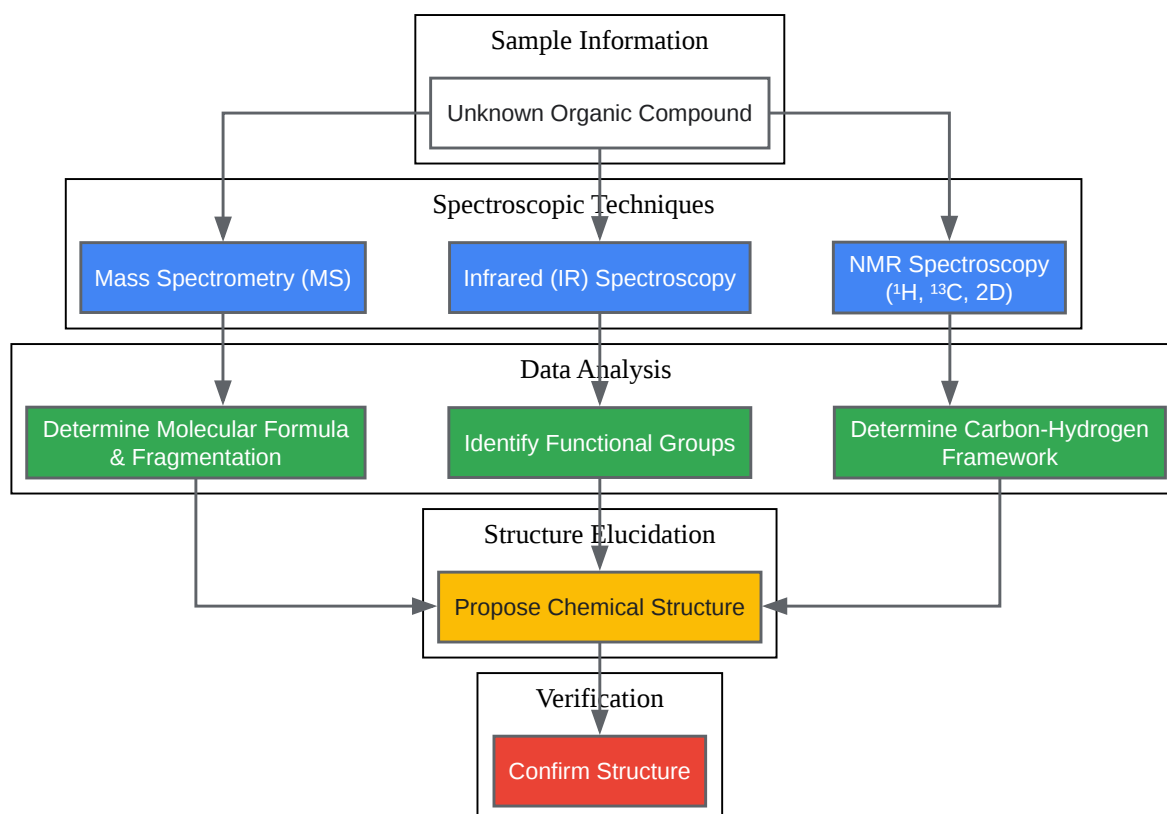 Sample Information
Unknown Organic Compound
Spectroscopic Techniques
Mass Spectrometry (MS)
Infrared (IR) Spectroscopy
NMR Spectroscopy
(¹H, ¹³C, 2D)
Data Analysis
Determine Molecular Formula
& Fragmentation
Identify Functional Groups
Determine Carbon-Hydrogen
Framework
Structure Elucidation
Propose Chemical Structure
Verification
Confirm Structure